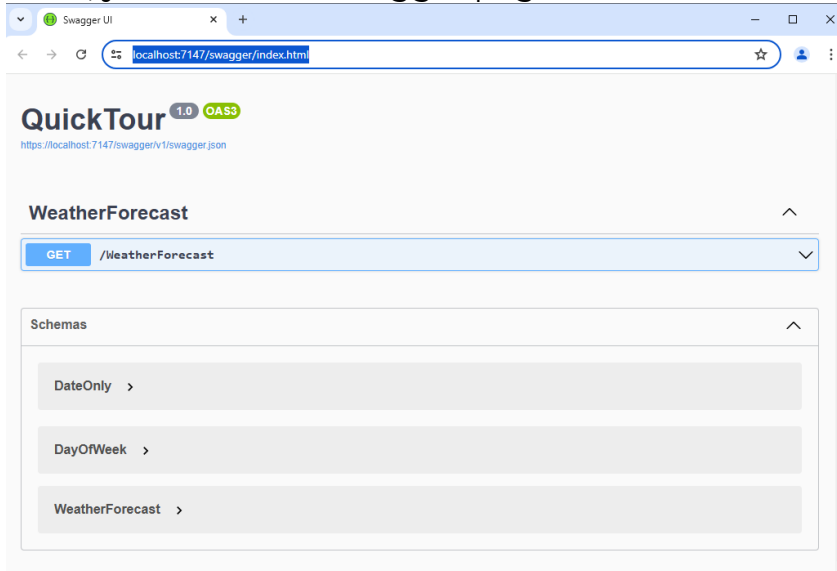 Swagger UI
localhost:7147/swagger/index.html
QuickTour 1.0 OAS3
https://localhost:7147/swagger/v1/swagger.json
WeatherForecast
GET /WeatherForecast
Schemas
DateOnly
DayOfWeek
WeatherForecast